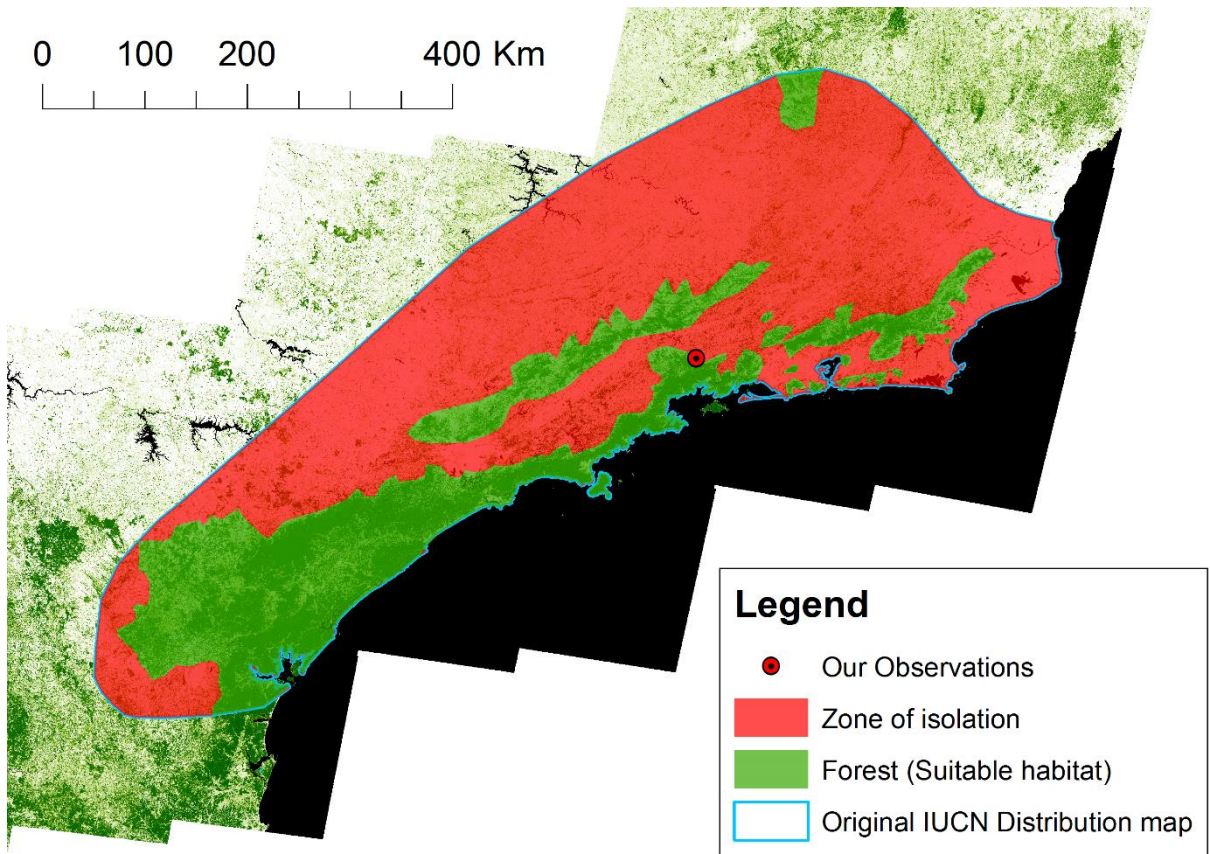 0 100 200 400 Km
Legend
Our Observations
Zone of isolation
Forest (Suitable habitat)
Original IUCN Distribution map